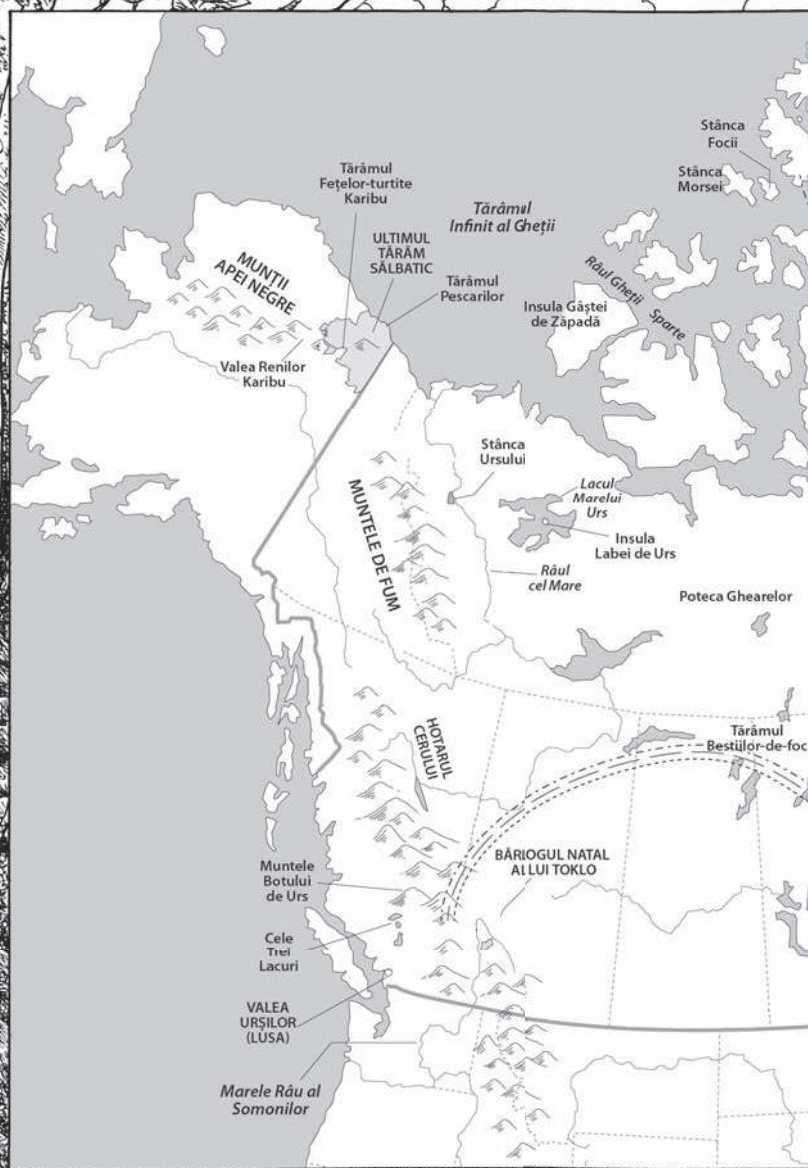 Stânca
Focii
Stânca
Morsei
Tărâmul
Fețelor-turtite
Karibu
Tărâmul
Infinit al Gheții
ULTIMUL
TĂRÂM
SĂLBATIC
MUNȚII
APEI NEGRE
Tărâmul
Pescarilor
Râul Gheții Sparte
Insula Gâștei
de Zăpadă
Valea Renilor
Karibu
Stânca
Ursului
Lacul
Marelui
Urs
MUNTELE DE FUM
Insula
Labei de Urs
Râul
cel Mare
Poteca Ghearelor
HOTARUL
CERULUI
Tărâmul
Bestiilor-de-foc
BÂRLOGUL NATAL
AL LUI TOKLO
Muntele
Botului
de Urs
Cele
Trei
Lacuri
VALEA
URȘILOR
(LUSA)
Marele Râu al
Somonilor